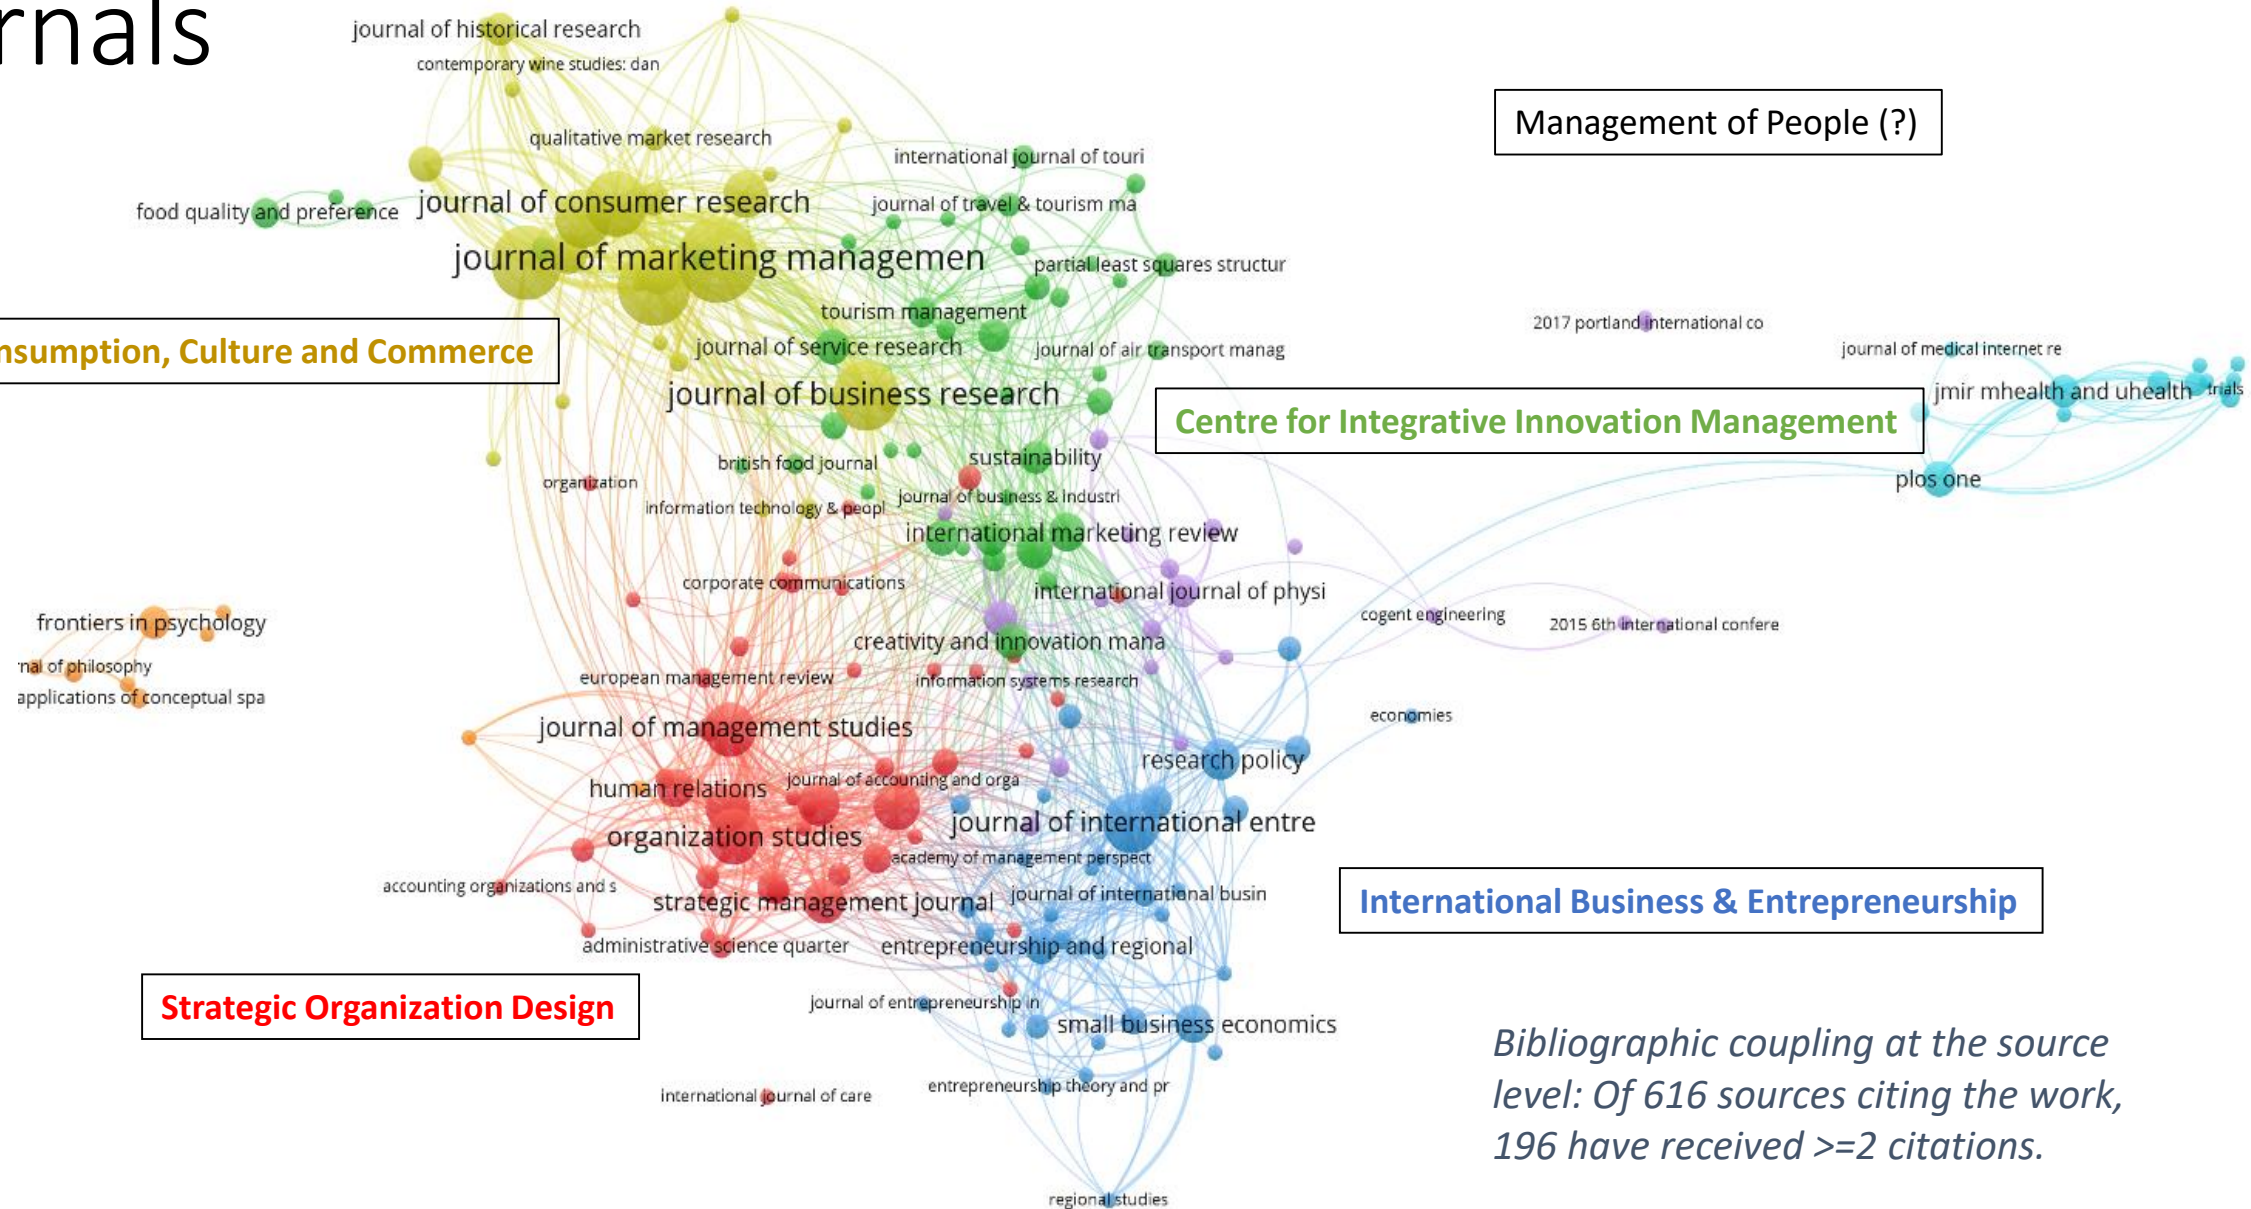 rnals
journal of historical research
contemporary wine studies: dan
Management of People (?)
qualitative market research
international journal of touri
food quality and preference
journal of consumer research
journal of travel & tourism ma
journal of marketing managemen
partial least squares structur
tourism management
2017 portland international co
nsumption, Culture and Commerce
journal of service research
journal of air transport manag
journal of medical internet re
journal of business research
jmir mhealth and uhealth
trials
Centre for Integrative Innovation Management
british food journal
sustainability
organization
plos one
journal of business & industri
information technology & peopl
international marketing review
corporate communications
international journal of physi
frontiers in psychology
cogent engineering
2015 6th international confere
creativity and innovation mana
nal of philosophy
european management review
information systems research
applications of conceptual spa
journal of management studies
economies
research policy
human relations
journal of accounting and orga
journal of international entre
organization studies
academy of management perspect
accounting organizations and s
strategic management journal
journal of international busin
International Business & Entrepreneurship
administrative science quarter
entrepreneurship and regional
Strategic Organization Design
journal of entrepreneurship in
small business economics
international journal of care
entrepreneurship theory and pr
Bibliographic coupling at the source
level: Of 616 sources citing the work,
196 have received >=2 citations.
regional studies